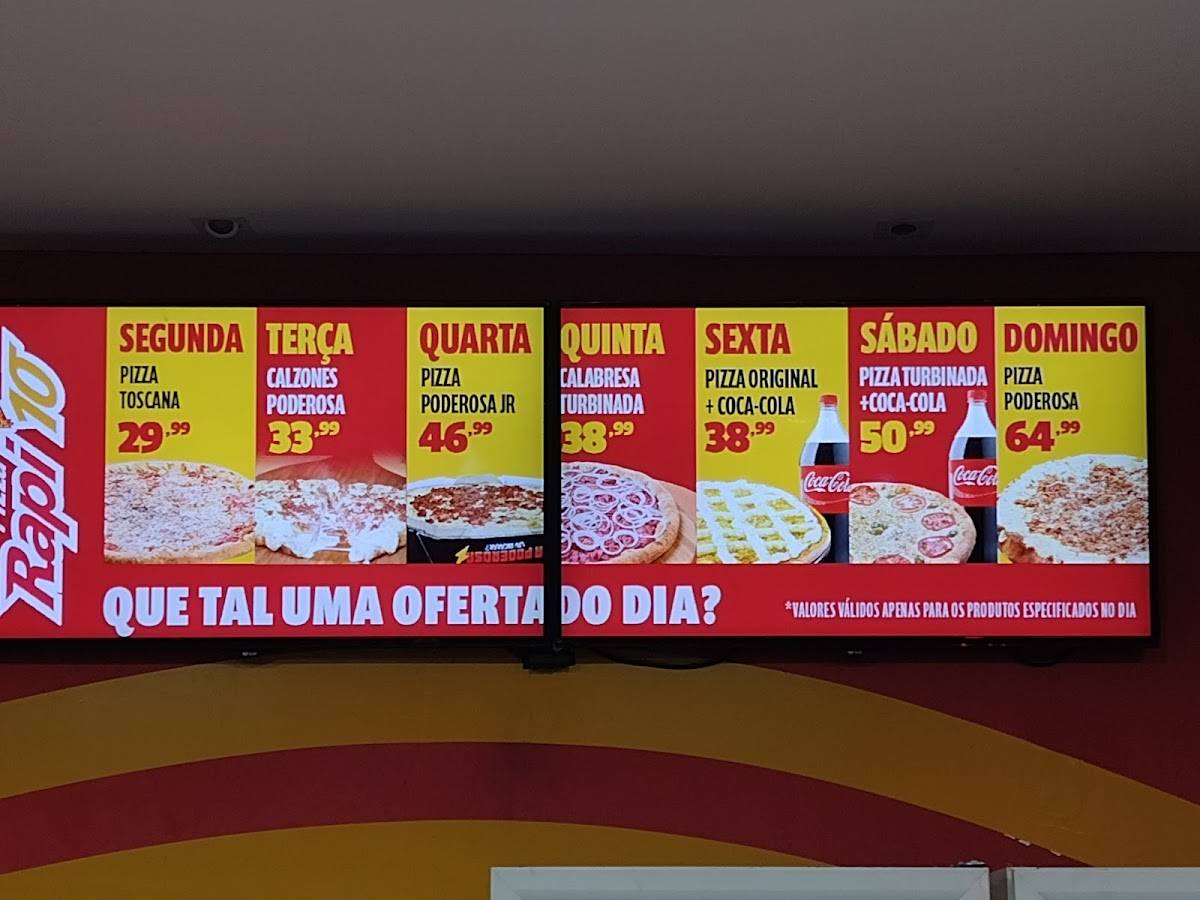 Rapi10
SEGUNDA
PIZZA
TOSCANA
29,99
TERÇA
CALZONES
PODEROSA
33,99
QUARTA
PIZZA
PODEROSA JR
46,99
QUINTA
CALABRESA
TURBINADA
38,99
SEXTA
PIZZA ORIGINAL
+ COCA-COLA
38,99
Coca-Cola
SÁBADO
PIZZA TURBINADA
+COCA-COLA
50,99
Coca-Col
DOMINGO
PIZZA
PODEROSA
64,99
PODEROSA
QUE TAL UMA OFERTA DO DIA?
*VALORES VÁLIDOS APENAS PARA OS PRODUTOS ESPECIFICADOS NO DIA